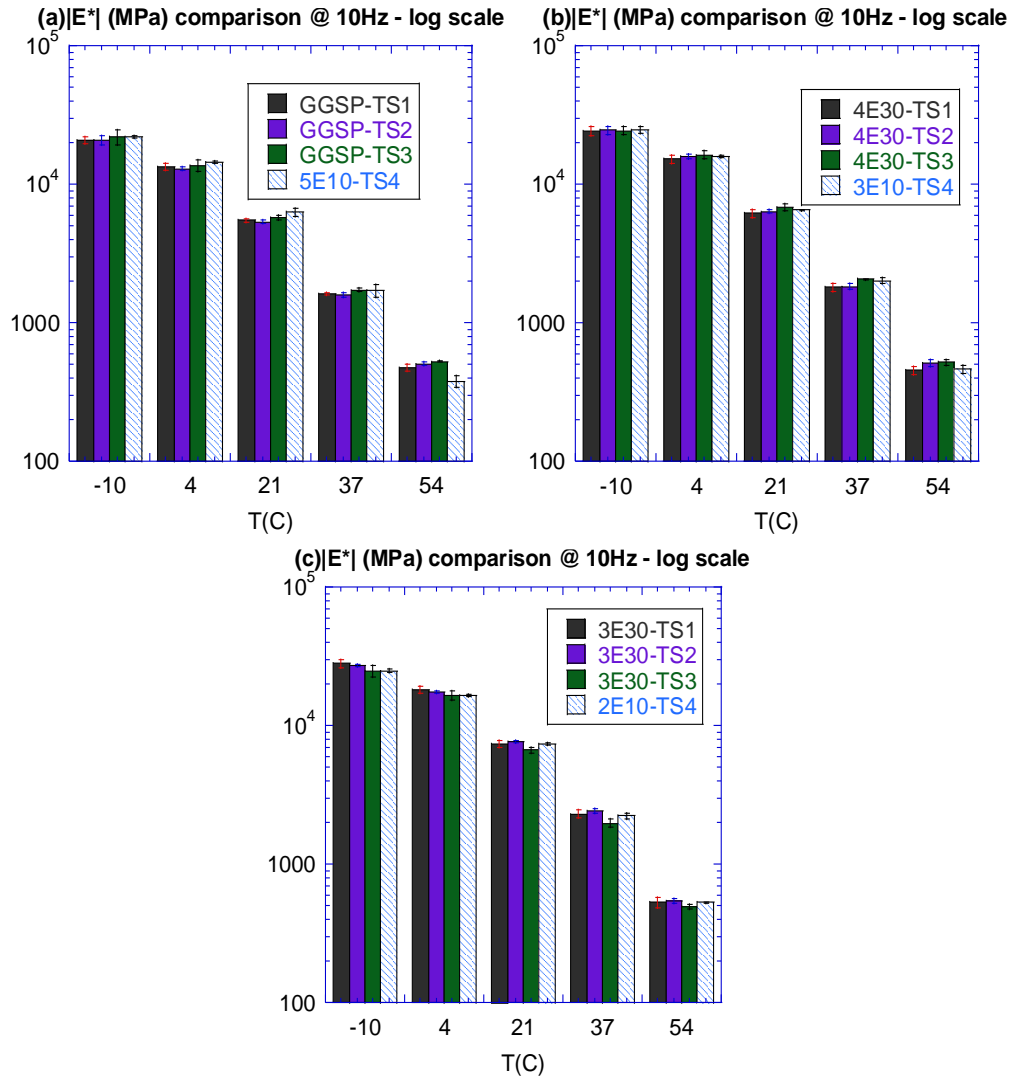 (a)|E*| (MPa) comparison @ 10Hz - log scale
10^5
10^4
1000
100
GGSP-TS1
GGSP-TS2
GGSP-TS3
5E10-TS4
-10 4 21 37 54
T(C)
(b)|E*| (MPa) comparison @ 10Hz - log scale
10^5
10^4
1000
100
4E30-TS1
4E30-TS2
4E30-TS3
3E10-TS4
-10 4 21 37 54
T(C)
(c)|E*| (MPa) comparison @ 10Hz - log scale
10^5
10^4
1000
100
3E30-TS1
3E30-TS2
3E30-TS3
2E10-TS4
-10 4 21 37 54
T(C)